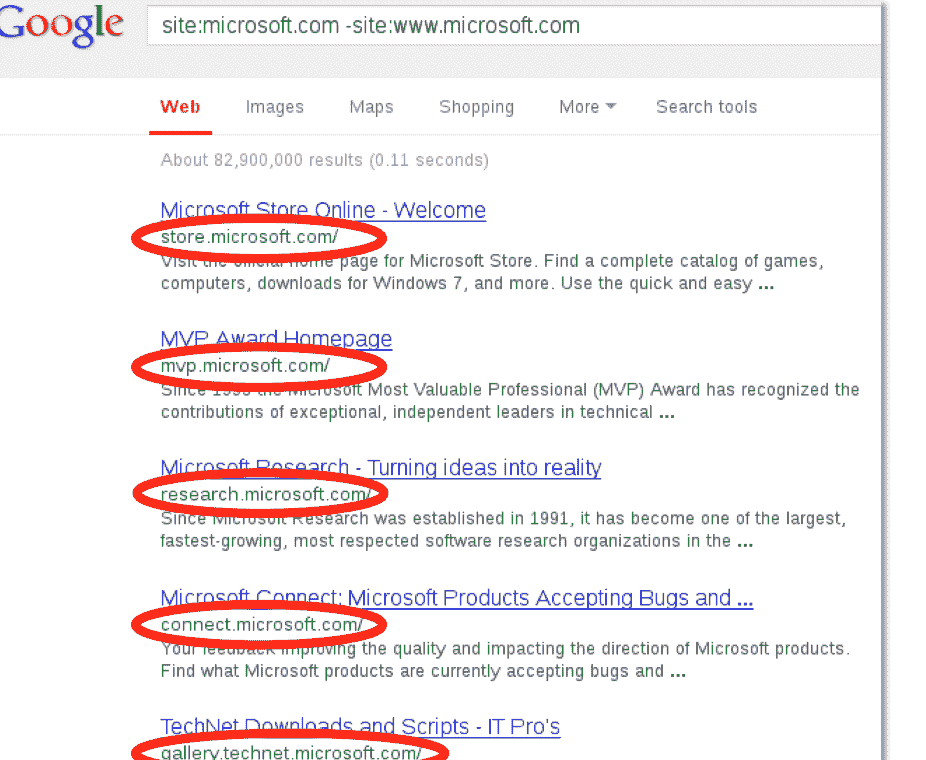 Google
site:microsoft.com -site:www.microsoft.com
Web Images Maps Shopping More Search tools
About 82,900,000 results (0.11 seconds)
Microsoft Store Online - Welcome
store.microsoft.com/
Visit the official home page for Microsoft Store. Find a complete catalog of games,
computers, downloads for Windows 7, and more. Use the quick and easy ...
MVP Award Homepage
mvp.microsoft.com/
Since 1993 the Microsoft Most Valuable Professional (MVP) Award has recognized the
contributions of exceptional, independent leaders in technical ...
Microsoft Research - Turning ideas into reality
research.microsoft.com/
Since Microsoft Research was established in 1991, it has become one of the largest,
fastest-growing, most respected software research organizations in the ...
Microsoft Connect: Microsoft Products Accepting Bugs and ...
connect.microsoft.com/
Your feedback improving the quality and impacting the direction of Microsoft products.
Find what Microsoft products are currently accepting bugs and ...
TechNet Downloads and Scripts - IT Pro's
gallery.technet.microsoft.com/